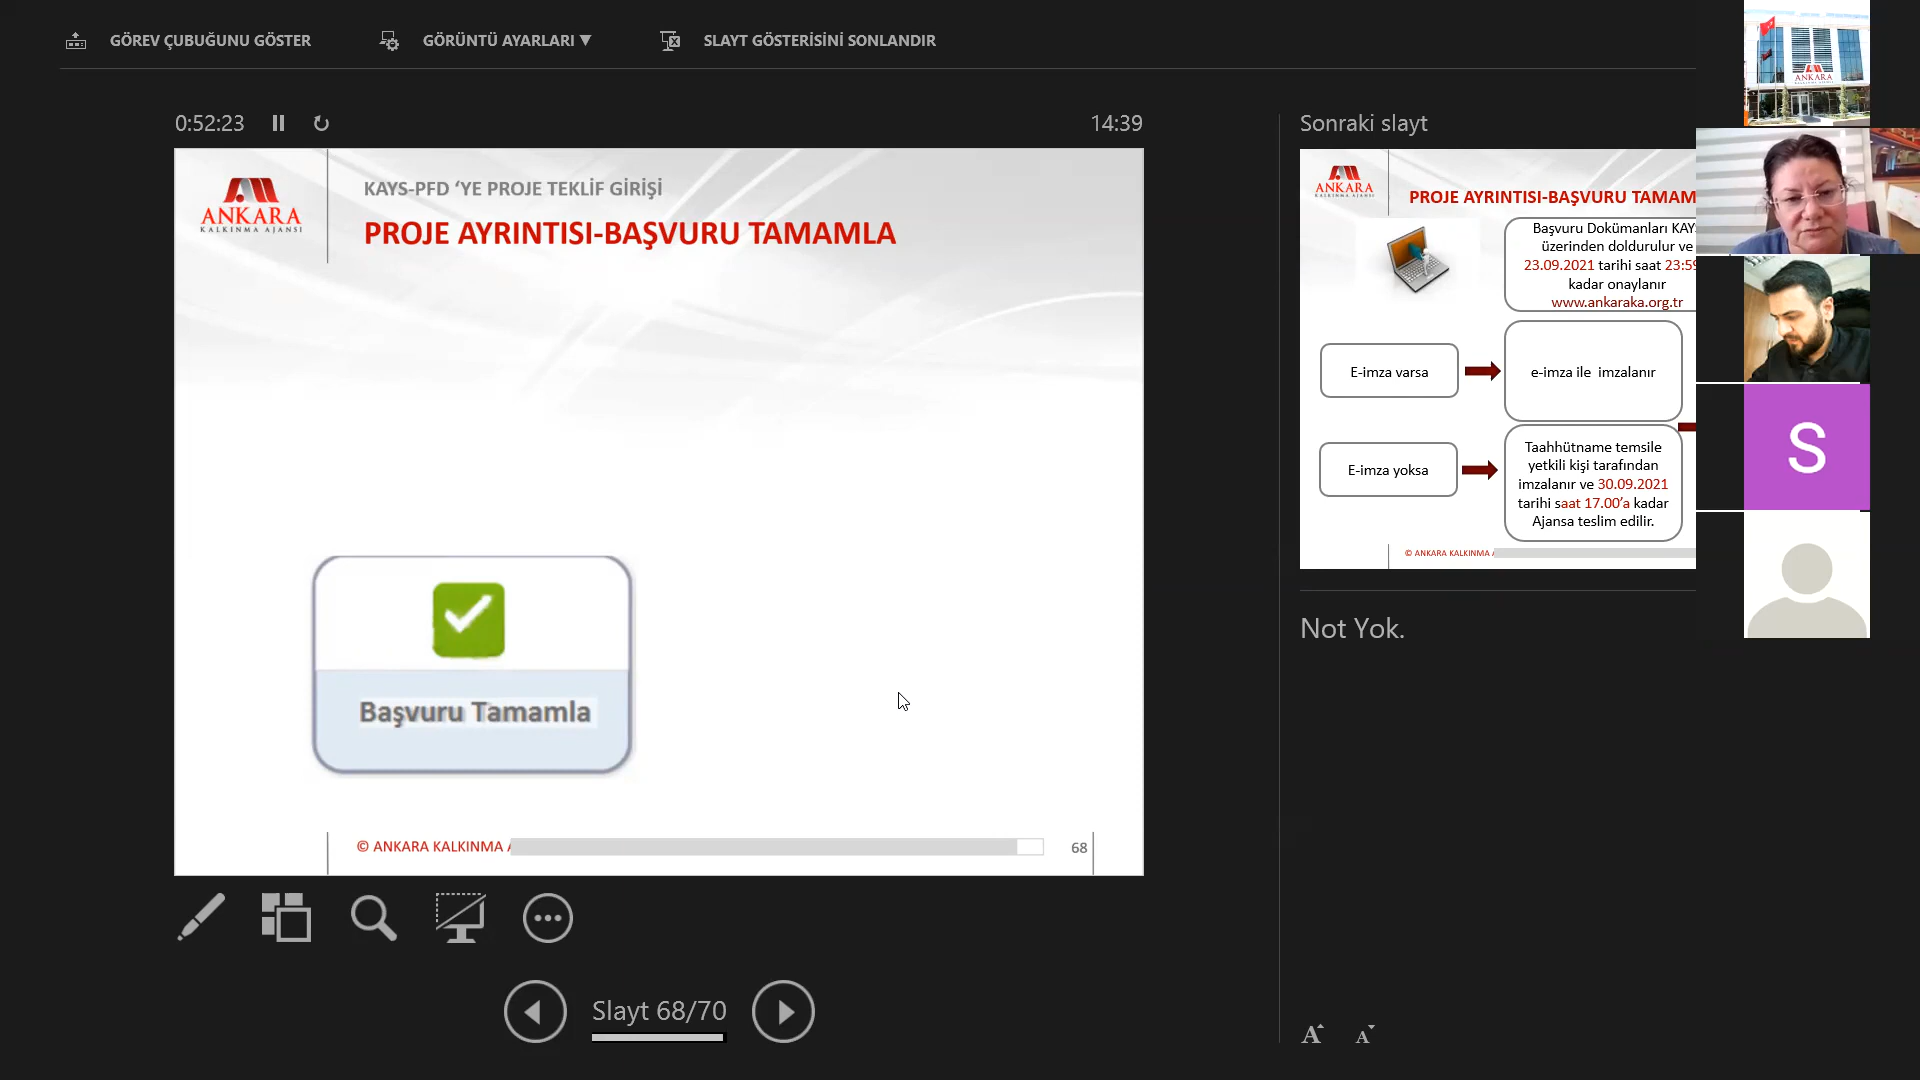 GÖREV ÇUBUĞUNU GÖSTER
GÖRÜNTÜ AYARLARI ▼
SLAYT GÖSTERİSİNİ SONLANDIR
0:52:23
14:39
ANKARA
KALKINMA AJANSI
KAYS-PFD ‘YE PROJE TEKLİF GİRİŞİ
PROJE AYRINTISI-BAŞVURU TAMAMLA
Başvuru Tamamla
© ANKARA KALKINMA
68
Slayt 68/70
Sonraki slayt
ANKARA
KALKINMA AJANSI
PROJE AYRINTISI-BAŞVURU TAMAM
Başvuru Dokümanları KAY
üzerinden doldurulur ve
23.09.2021 tarihi saat 23:59
kadar onaylanır
www.ankaraka.org.tr
E-imza varsa
e-imza ile imzalanır
E-imza yoksa
Taahhütname temsile
yetkili kişi tarafından
imzalanır ve 30.09.2021
tarihi saat 17.00’a kadar
Ajansa teslim edilir.
© ANKARA KALKINMA
Not Yok.
A A
ANKARA
S